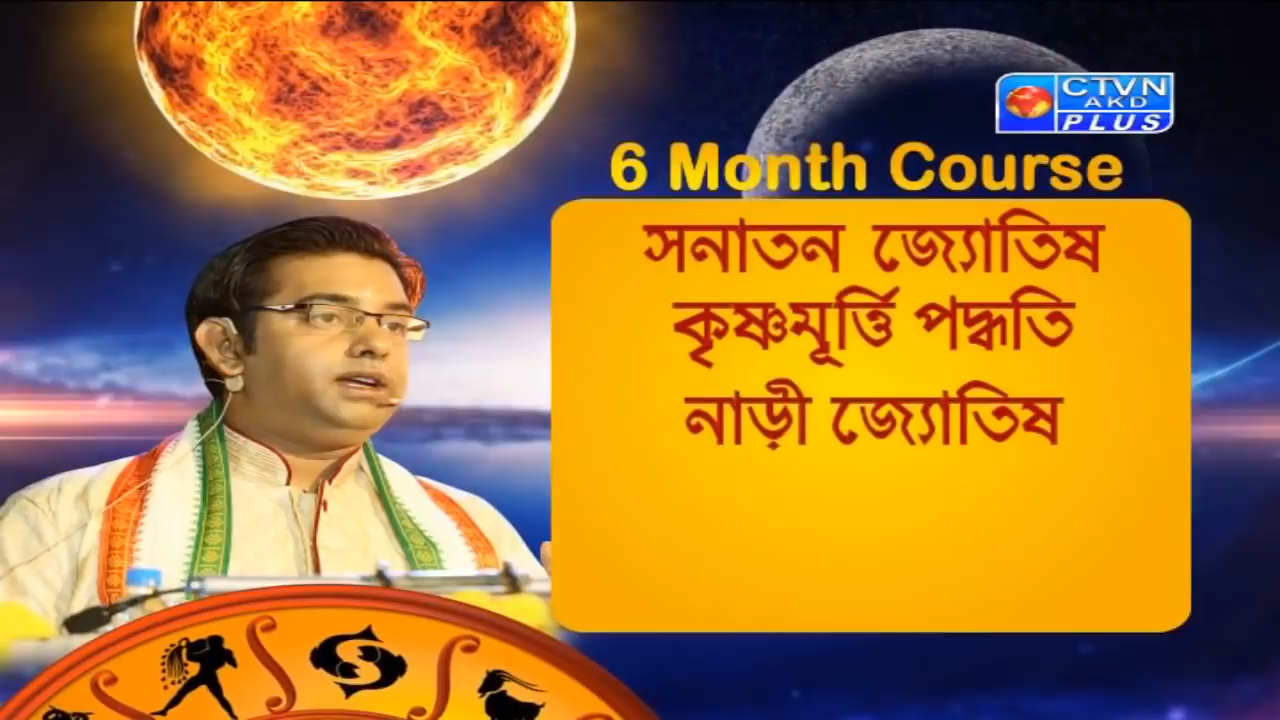 CTVN
AKD
PLUS
6 Month Course
সনাতন জ্যোতিষ
কৃষ্ণমূর্ত্তি পদ্ধতি
নাড়ী জ্যোতিষ